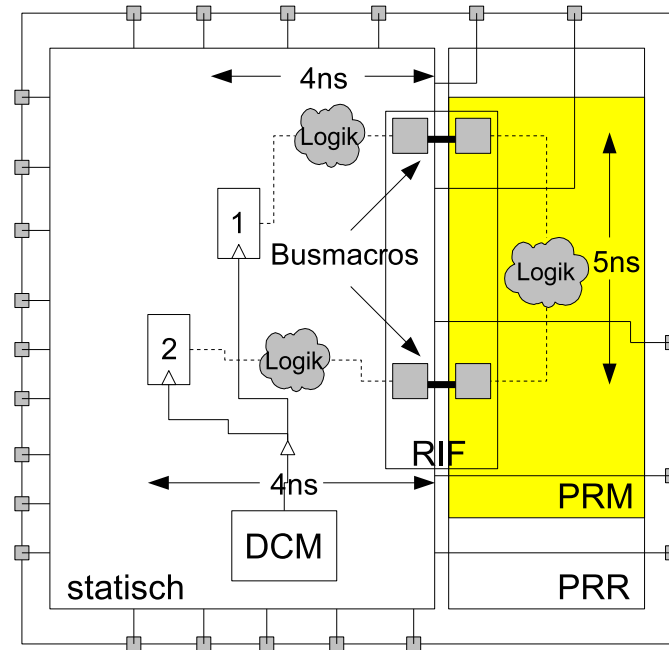 4ns
Logik
1
Busmacros
Logik
5ns
2
Logik
RIF
4ns
PRM
DCM
statisch
PRR